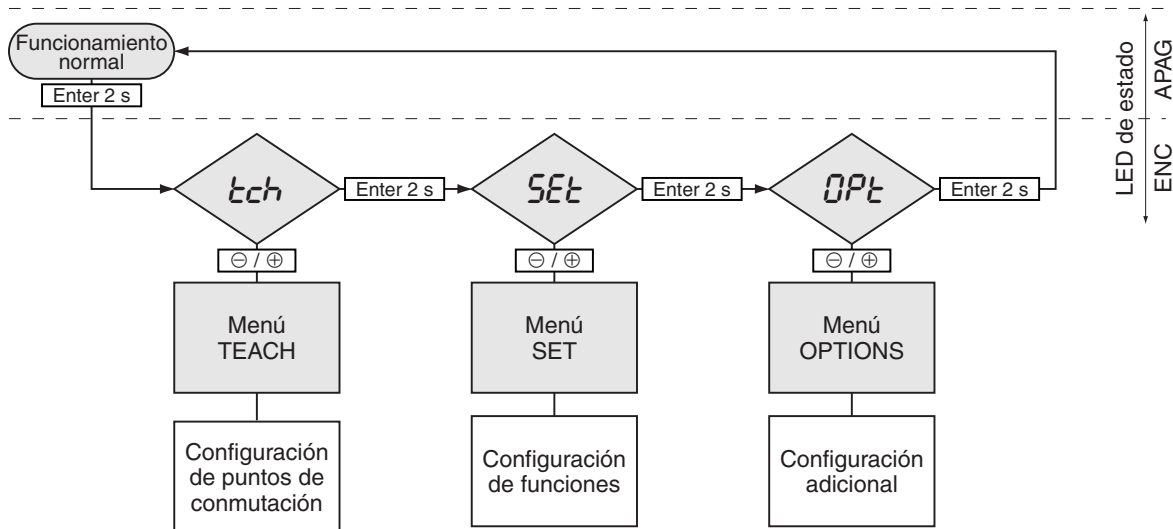 Funcionamiento
normal
Enter 2 s
LED de estado
APAG
ENC
tch
Enter 2 s
SEt
Enter 2 s
OPt
Enter 2 s
⊖ / ⊕
⊖ / ⊕
⊖ / ⊕
Menú
TEACH
Menú
SET
Menú
OPTIONS
Configuración
de puntos de
conmutación
Configuración
de funciones
Configuración
adicional